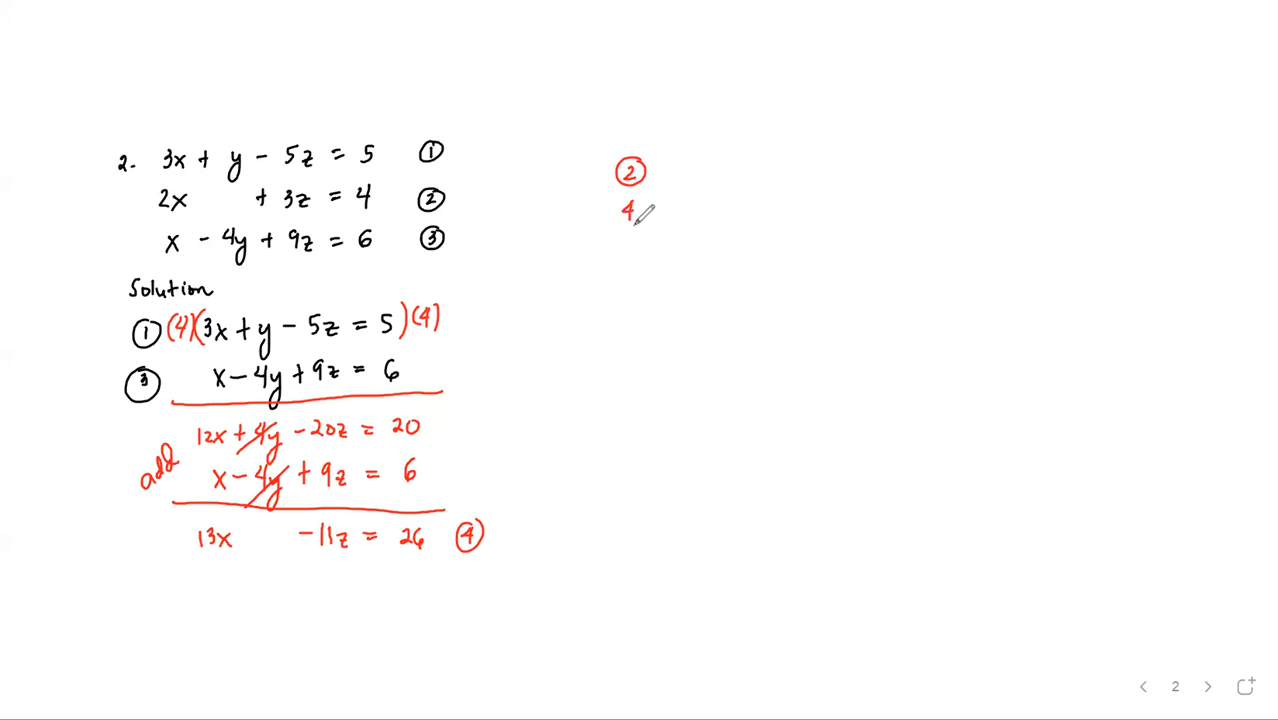 2. 3x + y - 5z = 5 ①
2x + 3z = 4 ②
x - 4y + 9z = 6 ③
Solution
① (4)(3x + y - 5z = 5)(4)
③ x - 4y + 9z = 6
12x + 4y - 20z = 20
add x - 4y + 9z = 6
13x - 11z = 26 ④
②
4
2